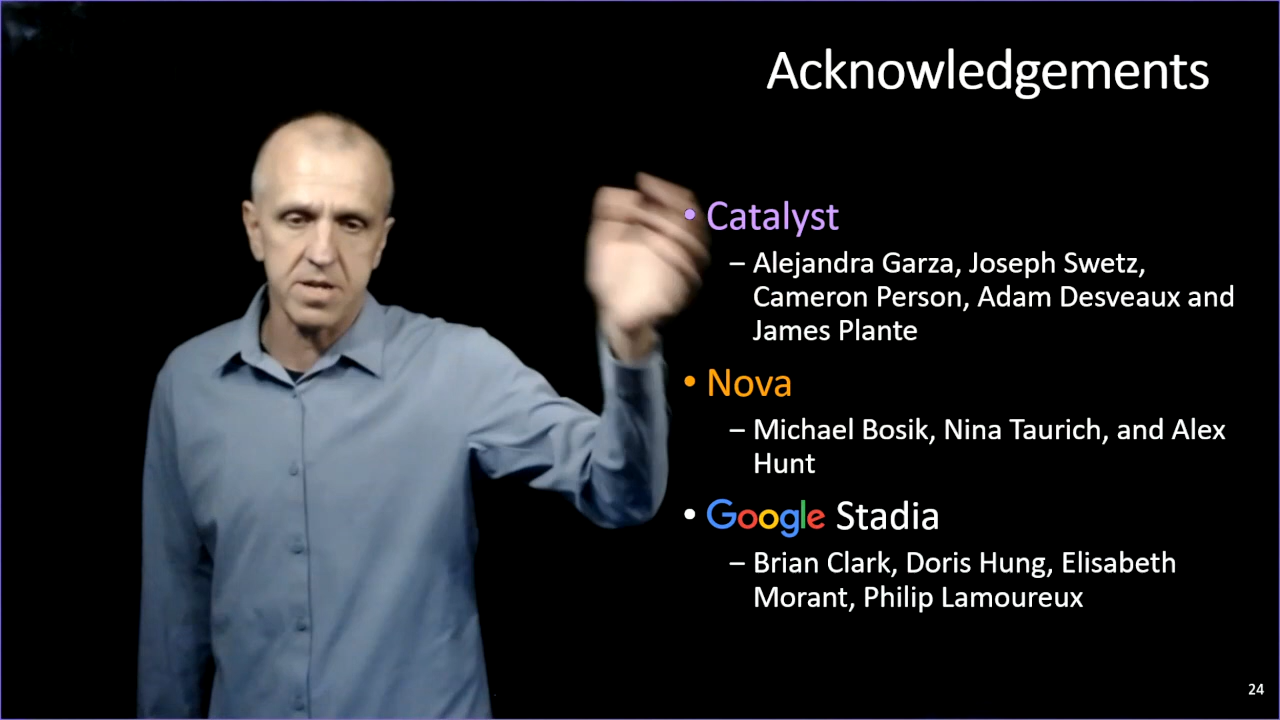 Acknowledgements
• Catalyst
– Alejandra Garza, Joseph Swetz,
Cameron Person, Adam Desveaux and
James Plante
• Nova
– Michael Bosik, Nina Taurich, and Alex
Hunt
• Google Stadia
– Brian Clark, Doris Hung, Elisabeth
Morant, Philip Lamoureux
24